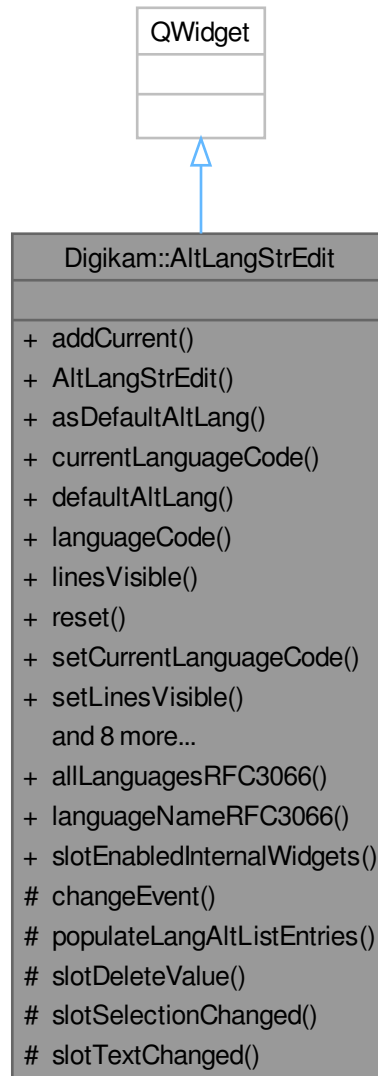 QWidget
Digikam::AltLangStrEdit
+ addCurrent()
+ AltLangStrEdit()
+ asDefaultAltLang()
+ currentLanguageCode()
+ defaultAltLang()
+ languageCode()
+ linesVisible()
+ reset()
+ setCurrentLanguageCode()
+ setLinesVisible()
and 8 more...
+ allLanguagesRFC3066()
+ languageNameRFC3066()
+ slotEnabledInternalWidgets()
# changeEvent()
# populateLangAltListEntries()
# slotDeleteValue()
# slotSelectionChanged()
# slotTextChanged()